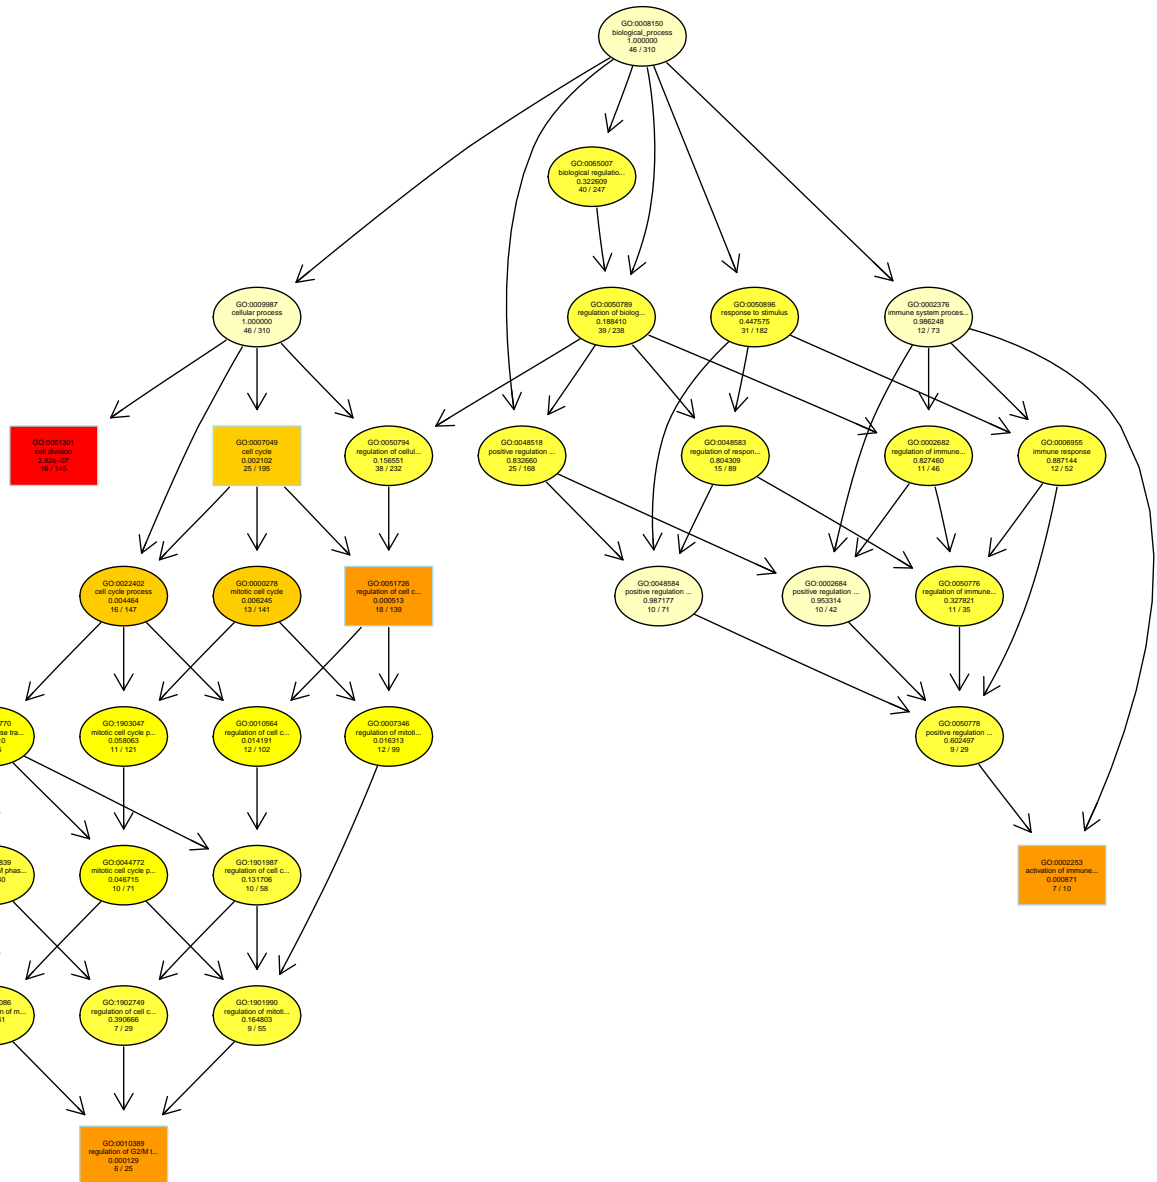 GO:0008150
biological_process
1.000000
46 / 310
GO:0065007
biological regulatio...
0.322609
40 / 247
GO:0009987
cellular process
1.000000
46 / 310
GO:0050789
regulation of biolog...
0.188410
39 / 238
GO:0050896
response to stimulus
0.447575
31 / 182
GO:0002376
immune system proces...
0.986248
12 / 73
GO:0051301
cell division
2.82e-07
16 / 145
GO:0007049
cell cycle
0.002102
25 / 195
GO:0050794
regulation of cellul...
0.156551
38 / 232
GO:0048518
positive regulation ...
0.832660
25 / 168
GO:0048583
regulation of respon...
0.804309
15 / 89
GO:0002682
regulation of immune...
0.827460
11 / 46
GO:0006955
immune response
0.887144
12 / 52
GO:0022402
cell cycle process
0.004464
16 / 147
GO:0000278
mitotic cell cycle
0.006245
13 / 141
GO:0051726
regulation of cell c...
0.000513
18 / 139
GO:0048584
positive regulation ...
0.987177
10 / 71
GO:0002684
positive regulation ...
0.953314
10 / 42
GO:0050776
regulation of immune...
0.327821
11 / 35
770
se tra...
0
GO:1903047
mitotic cell cycle p...
0.058063
11 / 121
GO:0010564
regulation of cell c...
0.014191
12 / 102
GO:0007346
regulation of mitoti...
0.016313
12 / 99
GO:0050778
positive regulation ...
0.602497
9 / 29
839
M phas...
0
GO:0044772
mitotic cell cycle p...
0.046715
10 / 71
GO:1901987
regulation of cell c...
0.131706
10 / 58
GO:0002253
activation of immune...
0.000871
7 / 10
086
n of m...
1
GO:1902749
regulation of cell c...
0.390666
7 / 29
GO:1901990
regulation of mitoti...
0.164803
9 / 55
GO:0010389
regulation of G2/M t...
0.000129
6 / 25